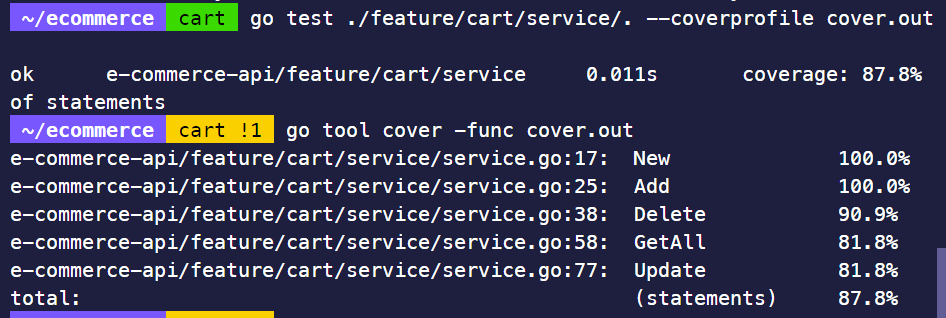 ~/ecommerce cart go test ./feature/cart/service/. --coverprofile cover.out
ok e-commerce-api/feature/cart/service 0.011s coverage: 87.8%
of statements
~/ecommerce cart !1 go tool cover -func cover.out
e-commerce-api/feature/cart/service/service.go:17: New 100.0%
e-commerce-api/feature/cart/service/service.go:25: Add 100.0%
e-commerce-api/feature/cart/service/service.go:38: Delete 90.9%
e-commerce-api/feature/cart/service/service.go:58: GetAll 81.8%
e-commerce-api/feature/cart/service/service.go:77: Update 81.8%
total: (statements) 87.8%